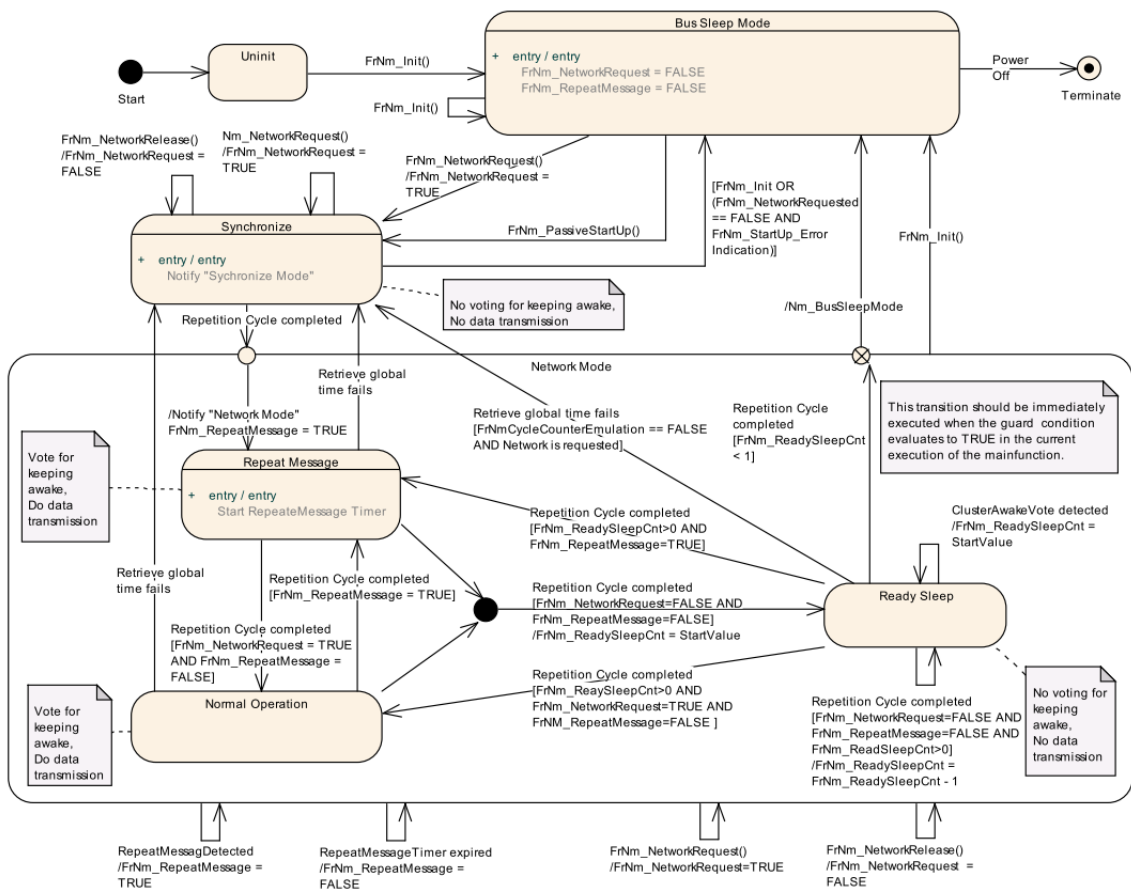 Bus Sleep Mode
Uninit
+ entry / entry
FrNm_NetworkRequest = FALSE
FrNm_RepeatMessage = FALSE
FrNm_Init()
Power
Off
Start
Terminate
FrNm_Init()
FrNm_NetworkRelease()
/FrNm_NetworkRequest =
FALSE
Nm_NetworkRequest()
/FrNm_NetworkRequest =
TRUE
FrNm_NetworkRequest()
/FrNm_NetworkRequest =
TRUE
[FrNm_Init OR
(FrNm_NetworkRequested
== FALSE AND
FrNm_StartUp_Error
Indication)]
FrNm_PassiveStartUp()
FrNm_Init()
Synchronize
+ entry / entry
Notify "Sychronize Mode"
No voting for keeping awake,
No data transmission
/Nm_BusSleepMode
Repetition Cycle completed
Network Mode
Retrieve global
time fails
/Notify "Network Mode"
FrNm_RepeatMessage = TRUE
Retrieve global time fails
[FrNmCycleCounterEmulation == FALSE
AND Network is requested]
Repetition Cycle
completed
[FrNm_ReadySleepCnt
< 1]
This transition should be immediately
executed when the guard condition
evaluates to TRUE in the current
execution of the mainfunction.
Vote for
keeping
awake,
Do data
transmission
Repeat Message
+ entry / entry
Start RepeateMessage Timer
Repetition Cycle completed
[FrNm_ReadySleepCnt>0 AND
FrNm_RepeatMessage=TRUE]
ClusterAwakeVote detected
/FrNm_ReadySleepCnt =
StartValue
Retrieve global
time fails
Repetition Cycle completed
[FrNm_RepeatMessage = TRUE]
Repetition Cycle completed
[FrNm_NetworkRequest=FALSE AND
FrNm_RepeatMessage=FALSE]
/FrNm_ReadySleepCnt = StartValue
Ready Sleep
Repetition Cycle completed
[FrNm_NetworkRequest = TRUE
AND FrNm_RepeatMessage =
FALSE]
Repetition Cycle completed
[FrNm_ReaySleepCnt>0 AND
FrNm_NetworkRequest=TRUE AND
FrNM_RepeatMessage=FALSE ]
Normal Operation
Vote for
keeping
awake,
Do data
transmission
Repetition Cycle completed
[FrNm_NetworkRequest=FALSE AND
FrNm_RepeatMessage=FALSE AND
FrNm_ReadSleepCnt>0]
/FrNm_ReadySleepCnt =
FrNm_ReadySleepCnt - 1
No voting for
keeping
awake,
No data
transmission
RepeatMessagDetected
/FrNm_RepeatMessage =
TRUE
RepeatMessageTimer expired
/FrNm_RepeatMessage =
FALSE
FrNm_NetworkRequest()
/FrNm_NetworkRequest=TRUE
FrNm_NetworkRelease()
/FrNm_NetworkRequest =
FALSE